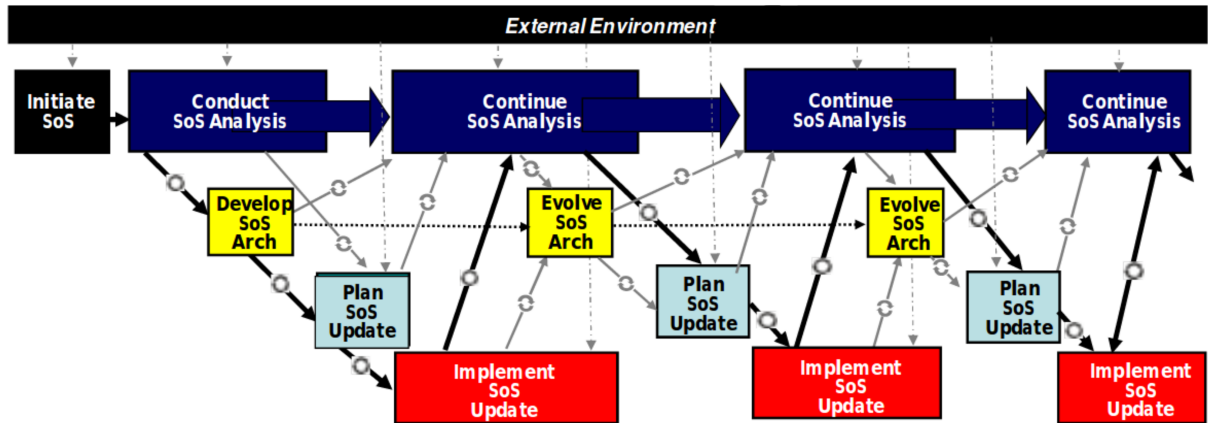 External Environment
Initiate
SoS
Conduct
SoS Analysis
Continue
SoS Analysis
Continue
SoS Analysis
Continue
SoS Analysis
Develop
SoS
Arch
Evolve
SoS
Arch
Evolve
SoS
Arch
Plan
SoS
Update
Plan
SoS
Update
Plan
SoS
Update
Implement
SoS
Update
Implement
SoS
Update
Implement
SoS
Update